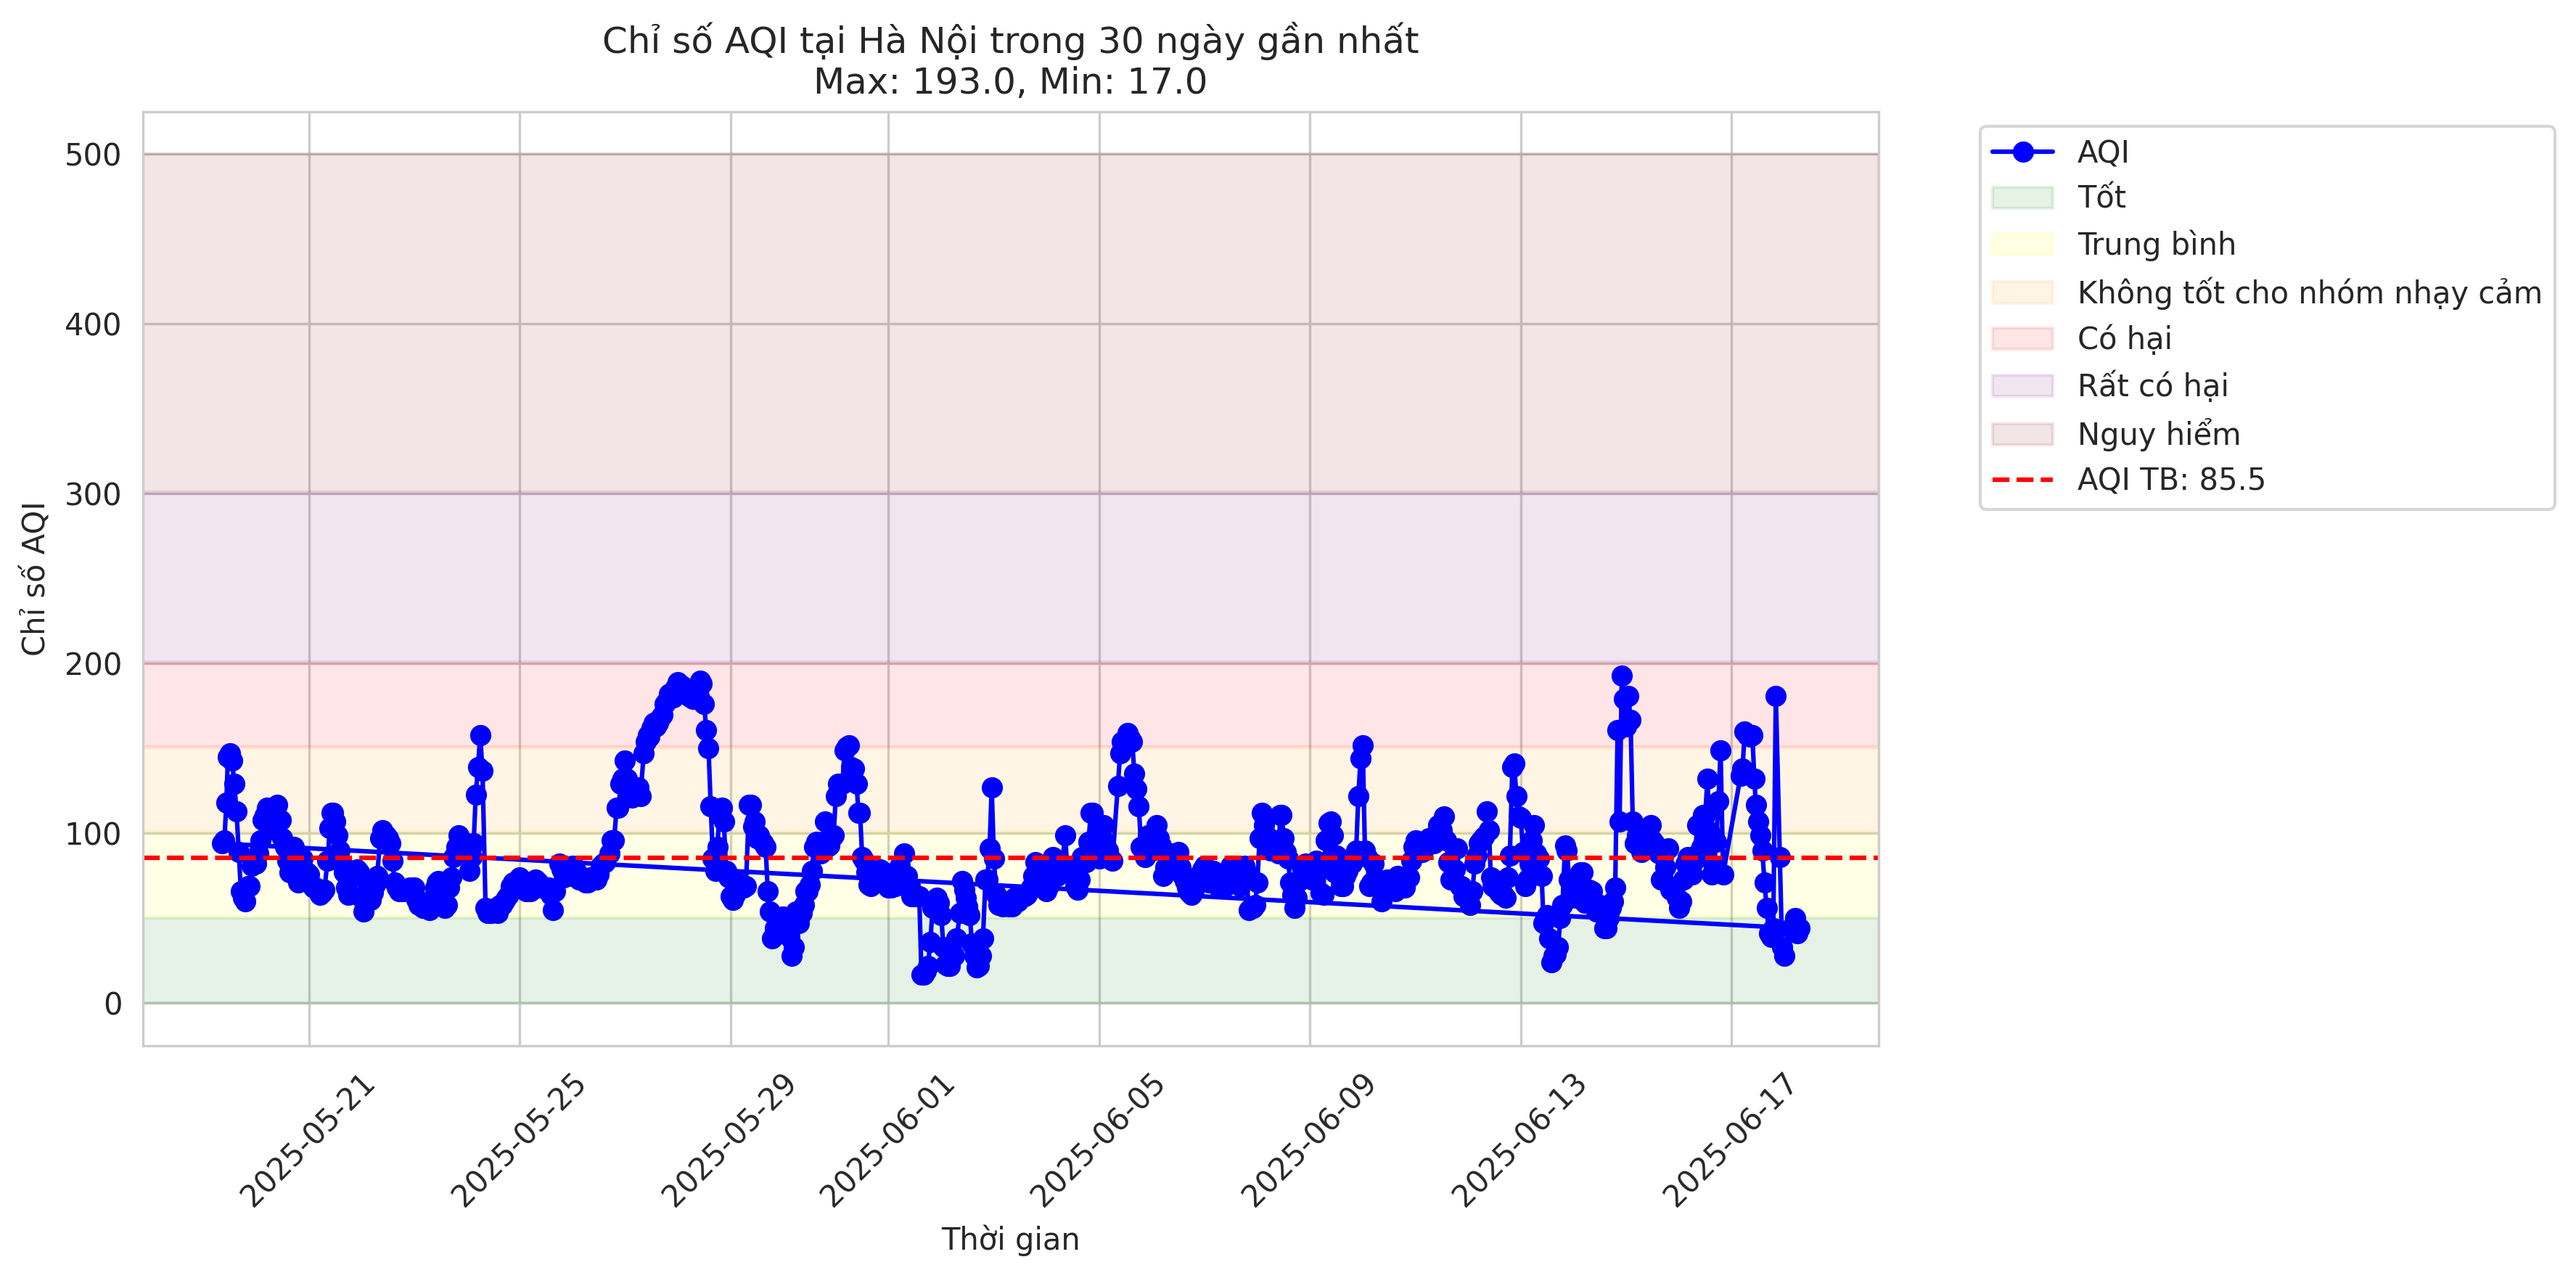 Chỉ số AQI tại Hà Nội trong 30 ngày gần nhất
Max: 193.0, Min: 17.0
Chỉ số AQI
500
400
300
200
100
0
2025-05-21
2025-05-25
2025-05-29
2025-06-01
2025-06-05
2025-06-09
2025-06-13
2025-06-17
Thời gian
AQI
Tốt
Trung bình
Không tốt cho nhóm nhạy cảm
Có hại
Rất có hại
Nguy hiểm
AQI TB: 85.5